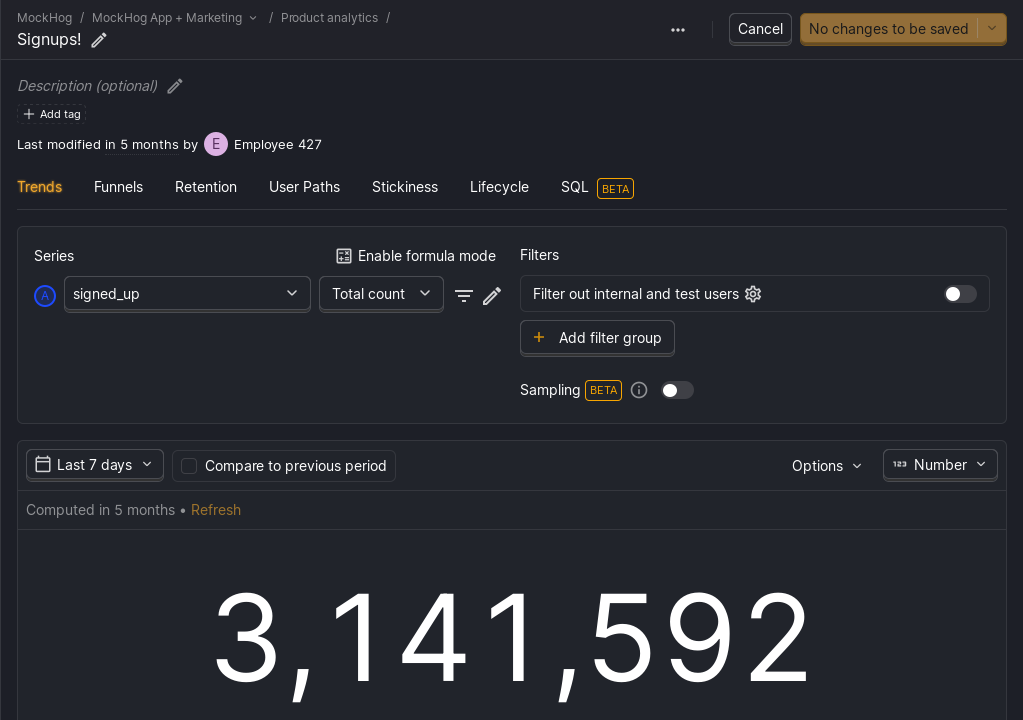 MockHog / MockHog App + Marketing / Product analytics /
Signups!
Cancel
No changes to be saved
Description (optional)
Add tag
Last modified in 5 months by E Employee 427
Trends Funnels Retention User Paths Stickiness Lifecycle SQL BETA
Series
Enable formula mode
A signed_up Total count
Filters
Filter out internal and test users
+ Add filter group
Sampling BETA
Last 7 days Compare to previous period Options 123 Number
Computed in 5 months • Refresh
3,141,592